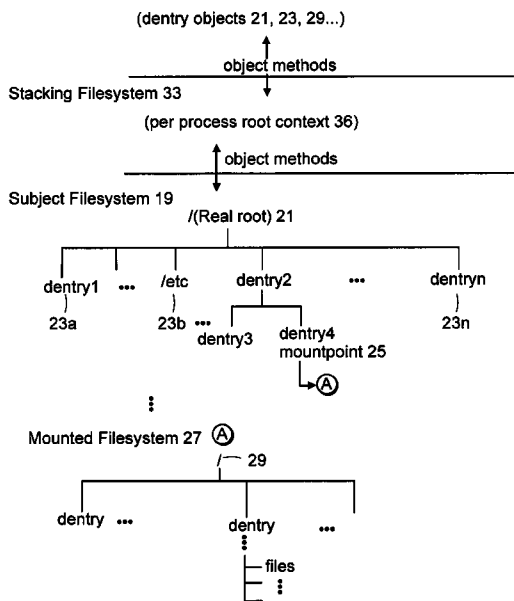 (dentry objects 21, 23, 29...)
object methods
Stacking Filesystem 33
(per process root context 36)
object methods
Subject Filesystem 19
/(Real root) 21
dentry1 ••• /etc dentry2 ••• dentryn
23a 23b ••• dentry3 dentry4 23n
mountpoint 25
A
Mounted Filesystem 27 A
/ 29
dentry ••• dentry •••
files